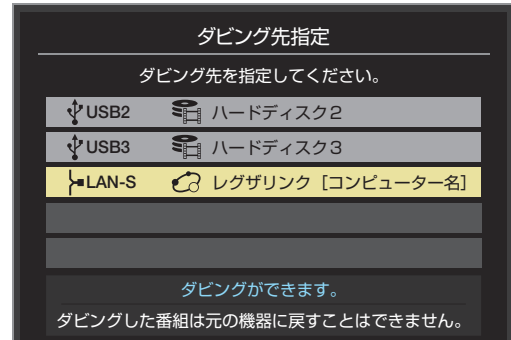 ダビング先指定
ダビング先を指定してください。
USB2 ハードディスク2
USB3 ハードディスク3
LAN-S レグザリンク［コンピューター名］
ダビングができます。
ダビングした番組は元の機器に戻すことはできません。